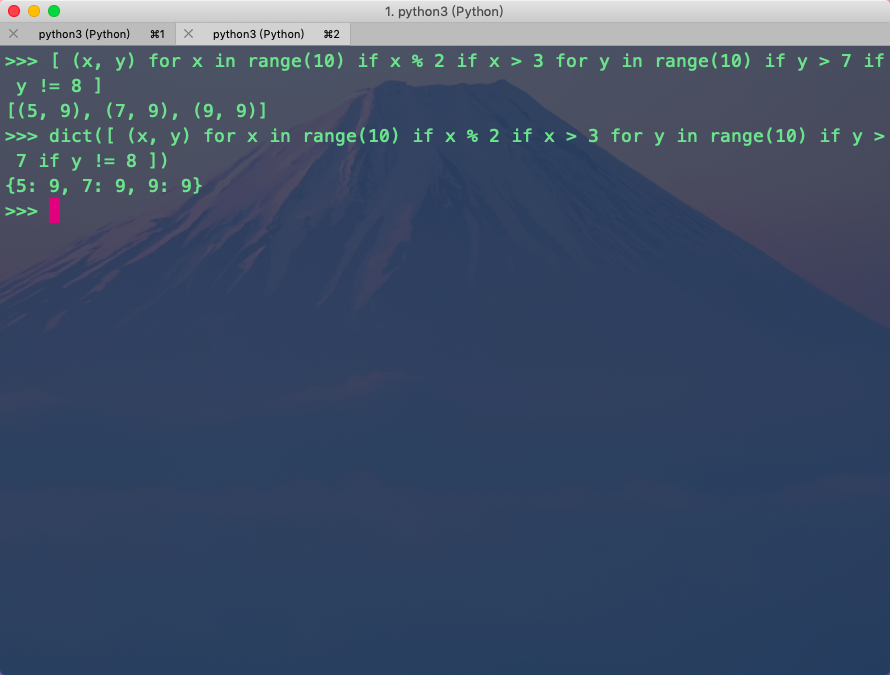 1. python3 (Python)
python3 (Python) ⌘1 python3 (Python) ⌘2
>>> [ (x, y) for x in range(10) if x % 2 if x > 3 for y in range(10) if y > 7 if
y != 8 ]
[(5, 9), (7, 9), (9, 9)]
>>> dict([ (x, y) for x in range(10) if x % 2 if x > 3 for y in range(10) if y >
7 if y != 8 ])
{5: 9, 7: 9, 9: 9}
>>>